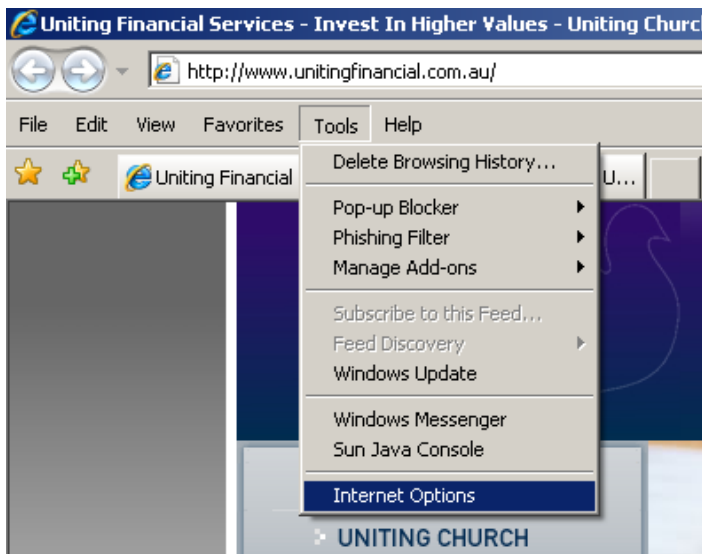 Uniting Financial Services - Invest In Higher Values - Uniting Church
http://www.unitingfinancial.com.au/
File Edit View Favorites Tools Help
Uniting Financial U...
Delete Browsing History...
Pop-up Blocker
Phishing Filter
Manage Add-ons
Subscribe to this Feed...
Feed Discovery
Windows Update
Windows Messenger
Sun Java Console
Internet Options
UNITING CHURCH